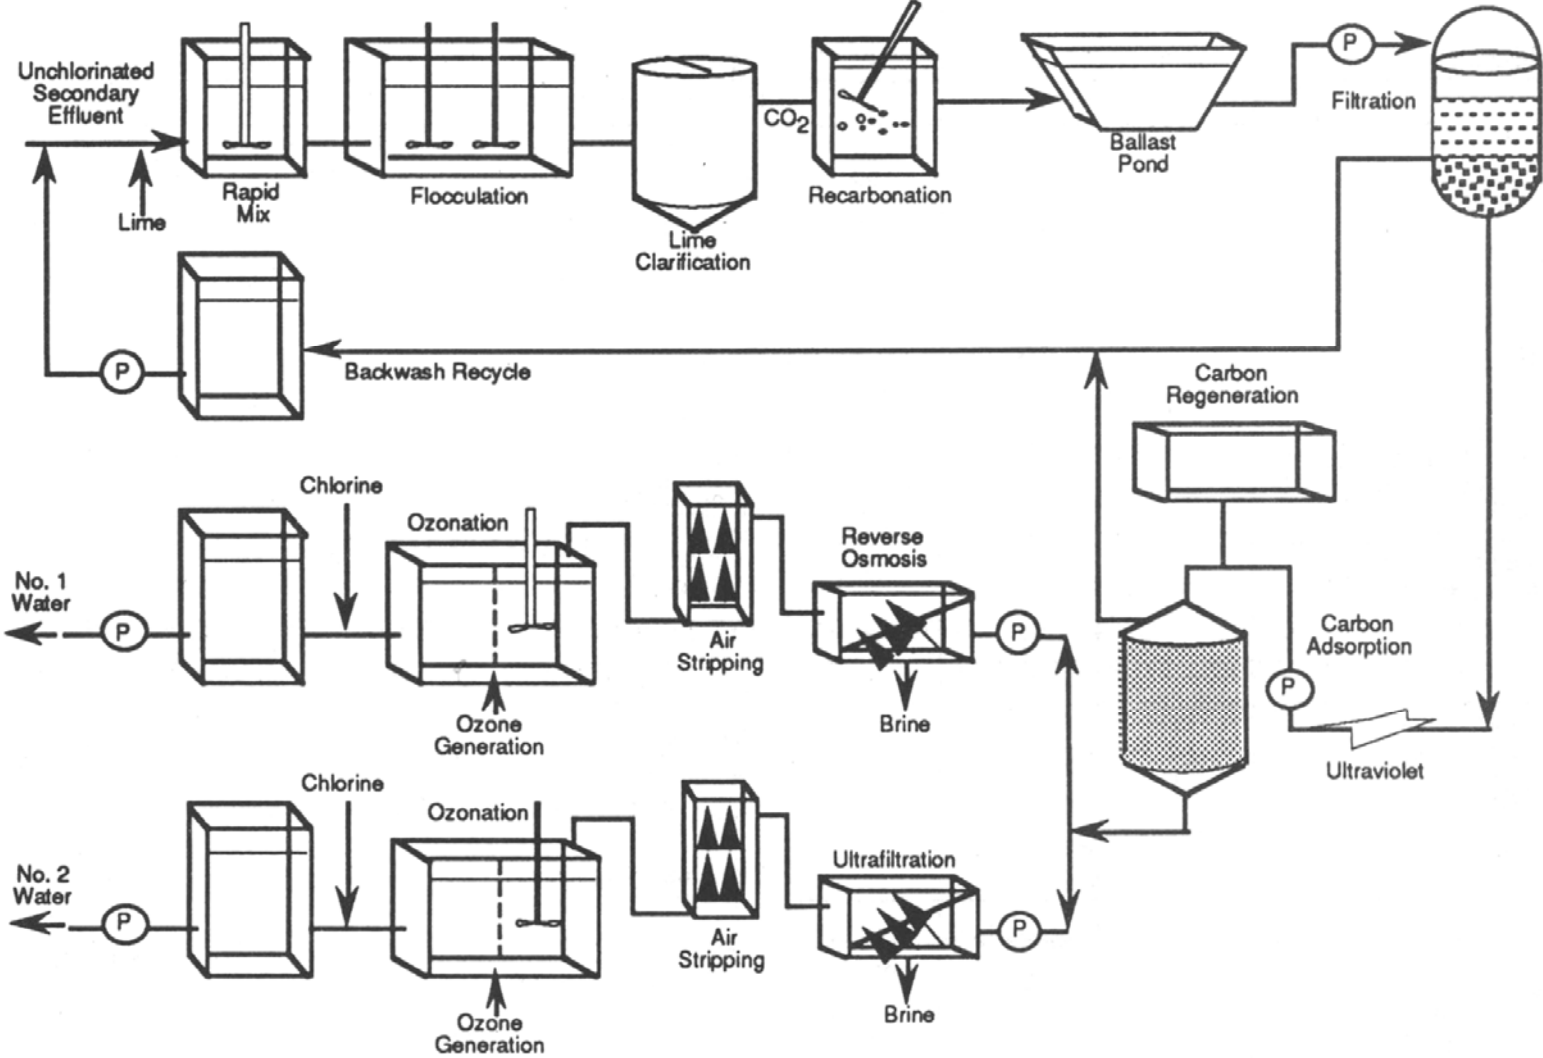 Unchlorinated
Secondary
Effluent
Lime
Rapid
Mix
Flocculation
Lime
Clarification
CO2
Recarbonation
Ballast
Pond
P
Filtration
P
Backwash Recycle
Carbon
Regeneration
Chlorine
Ozonation
Reverse
Osmosis
No. 1
Water
P
Air
Stripping
P
Carbon
Adsorption
P
Ozone
Generation
Brine
Ultraviolet
Chlorine
Ozonation
Ultrafiltration
No. 2
Water
P
Air
Stripping
P
Ozone
Generation
Brine